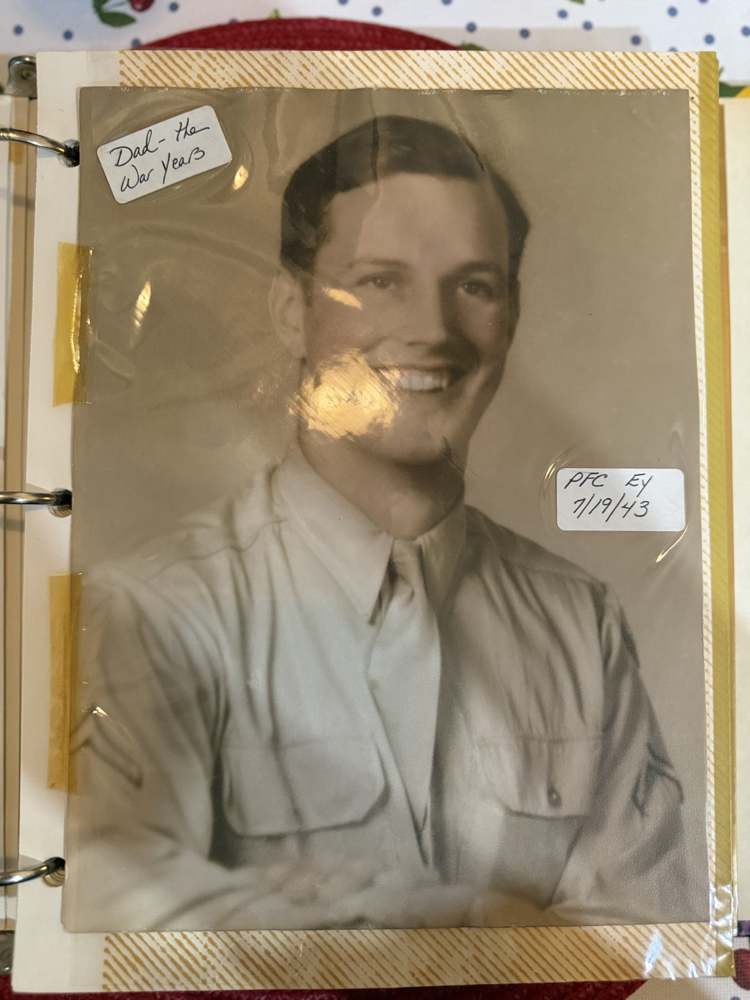 Dad - the
War Years
PFC Ey
7/19/43